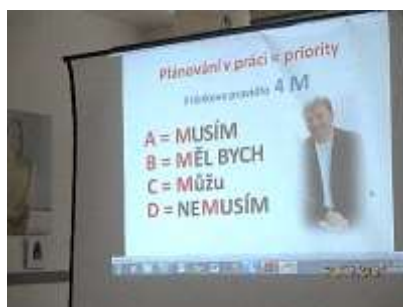 Plánování v práci = priority
pravidlo 4 M
A = MUSÍM
B = MĚL BYCH
C = Můžu
D = NEMUSÍM